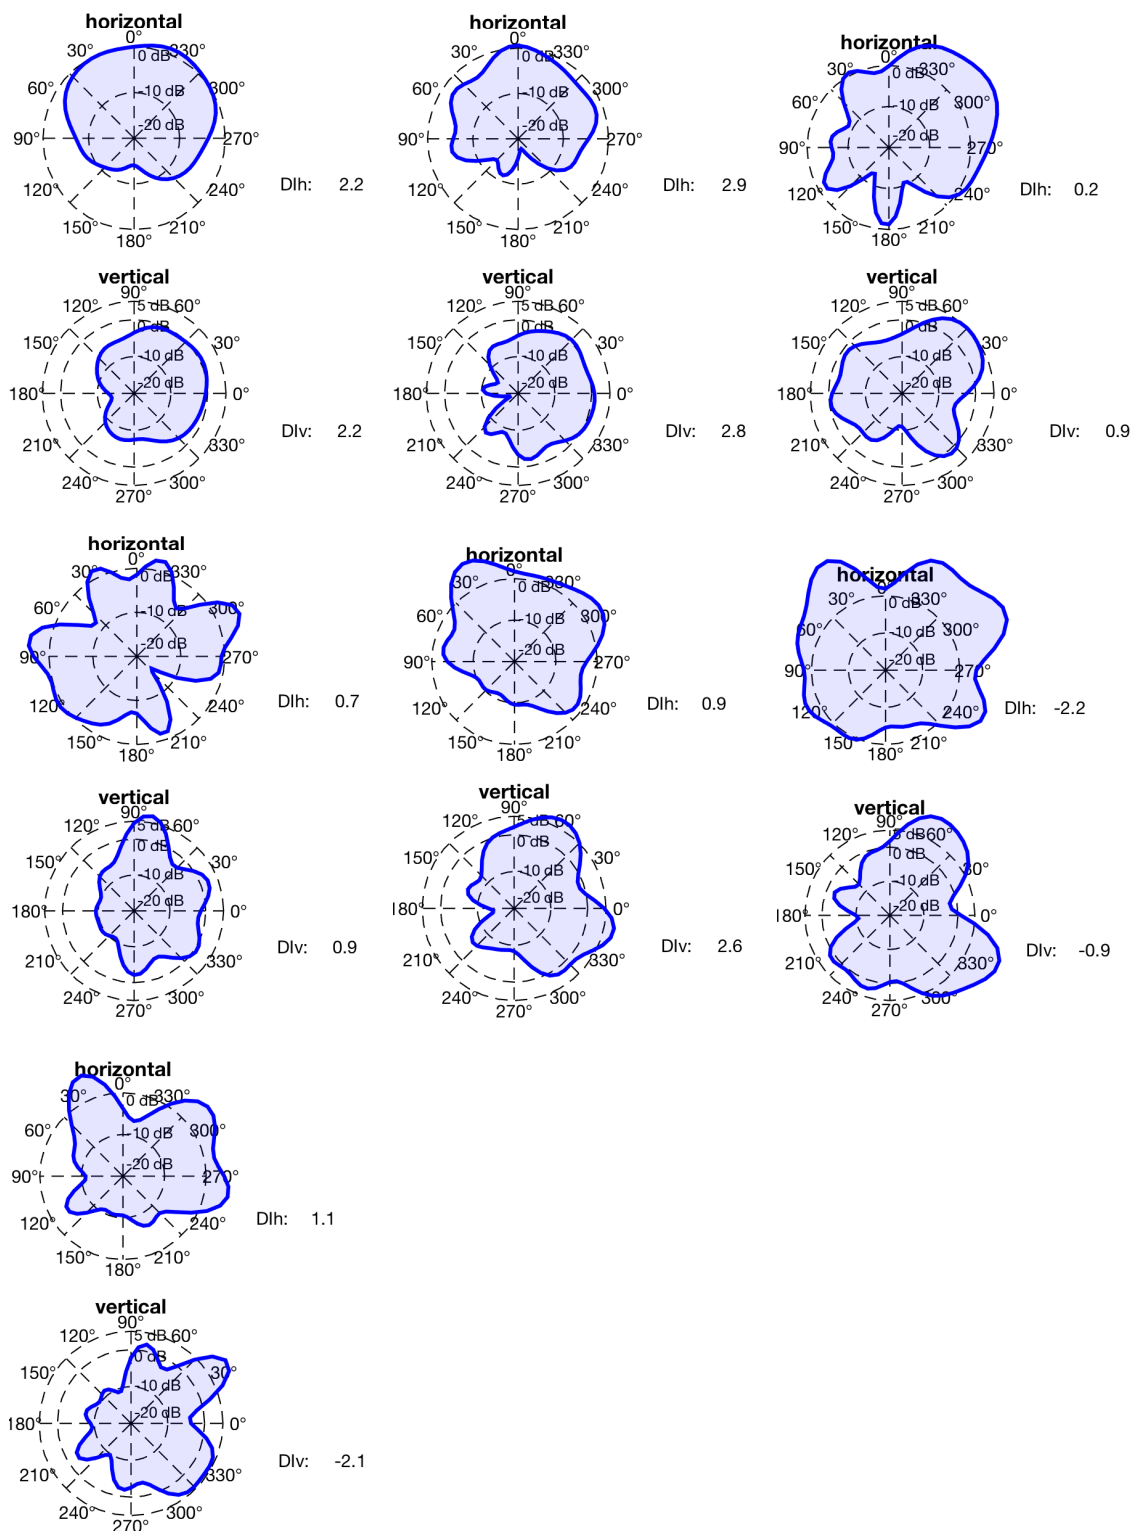 horizontal
0°
30° 330°
0 dB
60° 300°
-10 dB
-20 dB
90° 270°
120° 240°
150° 210°
180°
DIh: 2.2
horizontal
0°
30° 330°
0 dB
60° 300°
-10 dB
-20 dB
90° 270°
120° 240°
150° 210°
180°
DIh: 2.9
horizontal
0°
30° 330°
0 dB
60° 300°
-10 dB
-20 dB
90° 270°
120° 240°
150° 210°
180°
DIh: 0.2
vertical
90°
120° 5 dB 60°
0 dB
150° 30°
-10 dB
-20 dB
180° 0°
210° 330°
240° 300°
270°
DIv: 2.2
vertical
90°
120° 5 dB 60°
0 dB
150° 30°
-10 dB
-20 dB
180° 0°
210° 330°
240° 300°
270°
DIv: 2.8
vertical
90°
120° 5 dB 60°
0 dB
150° 30°
-10 dB
-20 dB
180° 0°
210° 330°
240° 300°
270°
DIv: 0.9
horizontal
0°
30° 330°
0 dB
60° 300°
-10 dB
-20 dB
90° 270°
120° 240°
150° 210°
180°
DIh: 0.7
horizontal
0°
30° 330°
0 dB
60° 300°
-10 dB
-20 dB
90° 270°
120° 240°
150° 210°
180°
DIh: 0.9
horizontal
0°
30° 330°
0 dB
60° 300°
-10 dB
-20 dB
90° 270°
120° 240°
150° 210°
180°
DIh: -2.2
vertical
90°
120° 5 dB 60°
0 dB
150° 30°
-10 dB
-20 dB
180° 0°
210° 330°
240° 300°
270°
DIv: 0.9
vertical
90°
120° 5 dB 60°
0 dB
150° 30°
-10 dB
-20 dB
180° 0°
210° 330°
240° 300°
270°
DIv: 2.6
vertical
90°
120° 5 dB 60°
0 dB
150° 30°
-10 dB
-20 dB
180° 0°
210° 330°
240° 300°
270°
DIv: -0.9
horizontal
0°
30° 330°
0 dB
60° 300°
-10 dB
-20 dB
90° 270°
120° 240°
150° 210°
180°
DIh: 1.1
vertical
90°
120° 5 dB 60°
0 dB
150° 30°
-10 dB
-20 dB
180° 0°
210° 330°
240° 300°
270°
DIv: -2.1